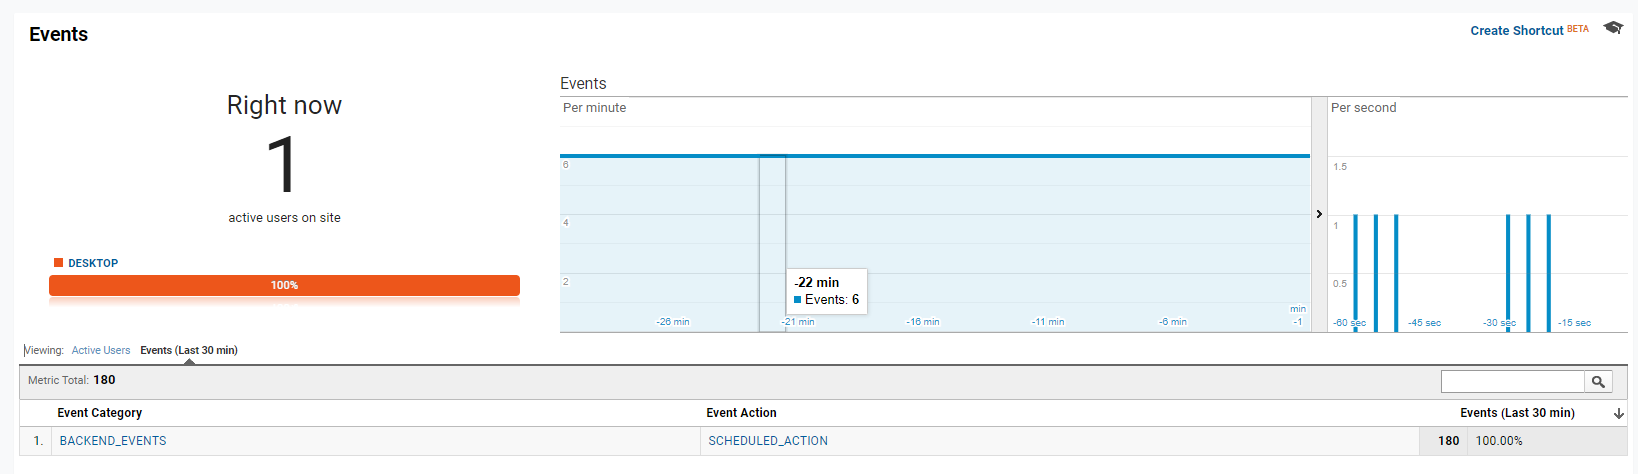 Events
Create Shortcut BETA
Right now
1
active users on site
DESKTOP
100%
Events
Per minute
6
4
2
-22 min
Events: 6
-26 min
-21 min
-16 min
-11 min
-6 min
min
-1
Per second
1.5
1
0.5
-60 sec
-45 sec
-30 sec
-15 sec
Viewing: Active Users Events (Last 30 min)
Metric Total: 180
Event Category Event Action Events (Last 30 min)
1. BACKEND_EVENTS SCHEDULED_ACTION 180 100.00%